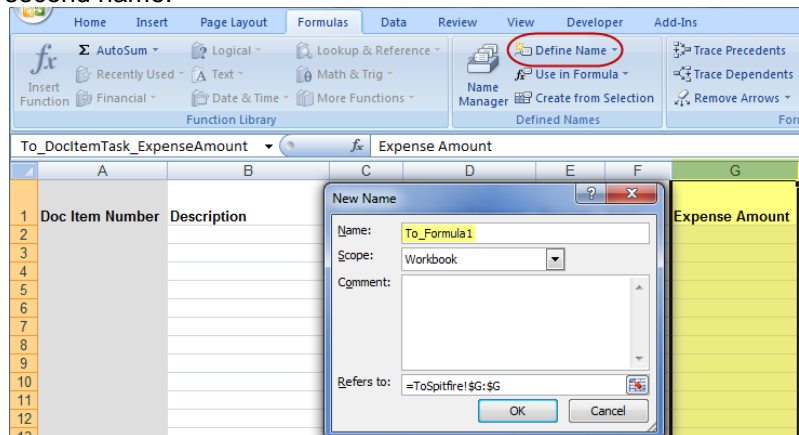 second name.
Home Insert Page Layout Formulas Data Review View Developer Add-Ins
fx Insert Function
Σ AutoSum
Recently Used
Financial
Logical
Text
Date & Time
Lookup & Reference
Math & Trig
More Functions
Function Library
Name Manager
Define Name
Use in Formula
Create from Selection
Defined Names
Trace Precedents
Trace Dependents
Remove Arrows
For
To_DocItemTask_ExpenseAmount fx Expense Amount
A B C D E F G
1 Doc Item Number Description Expense Amount
2
3
4
5
6
7
8
9
10
11
12
13
New Name
Name: To_Formula1
Scope: Workbook
Comment:
Refers to: =ToSpitfire!$G:$G
OK Cancel